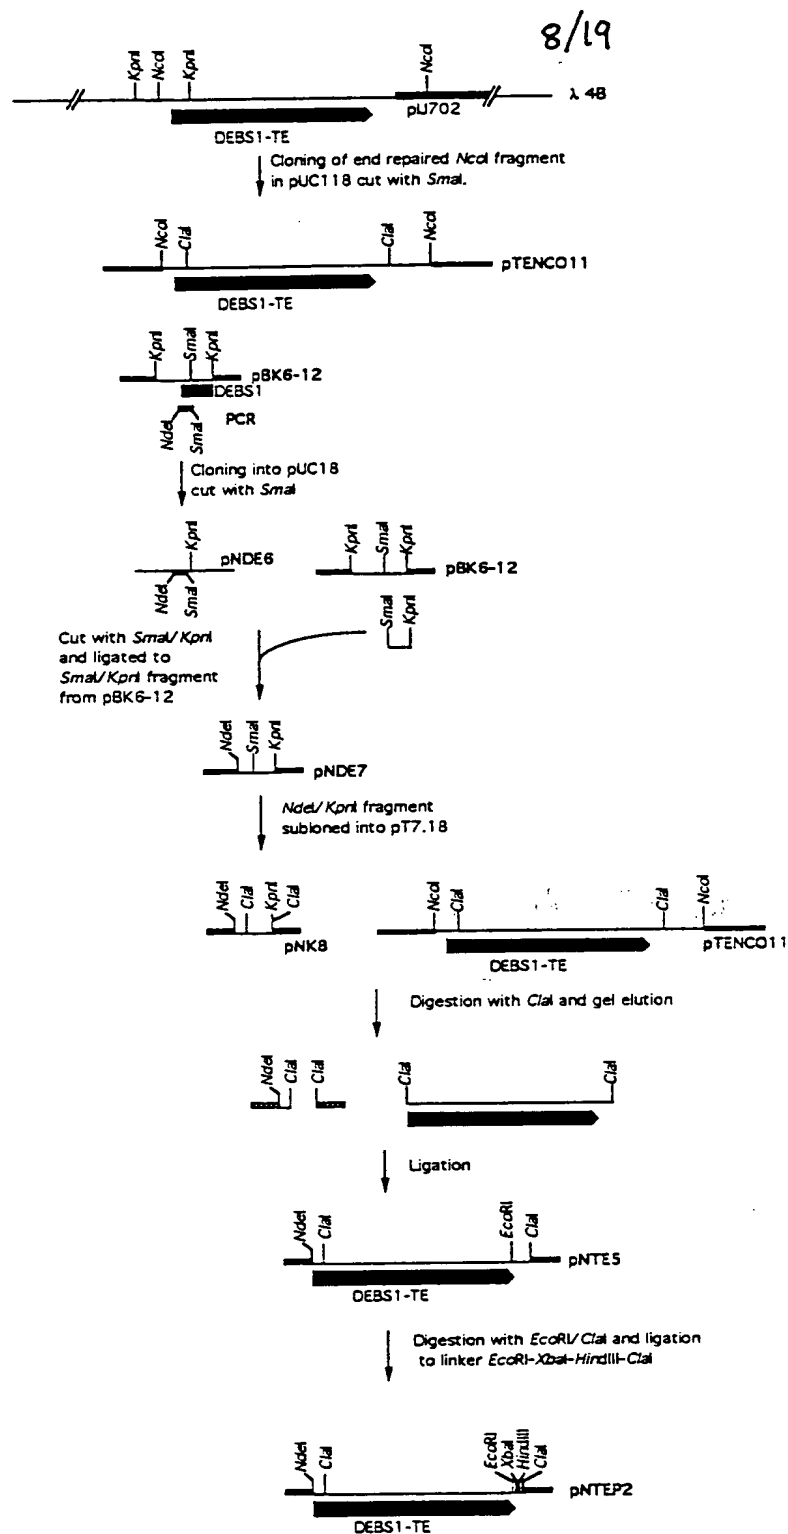 8/19
KpnI NcoI KpnI NcoI
λ 4B
pIJ702
DEBS1-TE
Cloning of end repaired NcoI fragment
in pUC118 cut with SmaI.
NcoI ClaI ClaI NcoI
pTENCO11
DEBS1-TE
KpnI SmaI KpnI
pBK6-12
DEBS1
PCR
NdeI SmaI
Cloning into pUC18
cut with SmaI
KpnI
pNDE6
NdeI SmaI
KpnI SmaI KpnI
pBK6-12
SmaI KpnI
Cut with SmaI/KpnI
and ligated to
SmaI/KpnI fragment
from pBK6-12
NdeI SmaI KpnI
pNDE7
NdeI/KpnI fragment
subloned into pT7.18
NdeI ClaI KpnI ClaI
pNK8
NcoI ClaI ClaI NcoI
pTENCO11
DEBS1-TE
Digestion with ClaI and gel elution
NdeI ClaI ClaI
ClaI ClaI
Ligation
NdeI ClaI EcoRI ClaI
pNTE5
DEBS1-TE
Digestion with EcoRI/ClaI and ligation
to linker EcoRI-XbaI-HindIII-ClaI
NdeI ClaI EcoRI XbaI HindIII ClaI
pNTEP2
DEBS1-TE